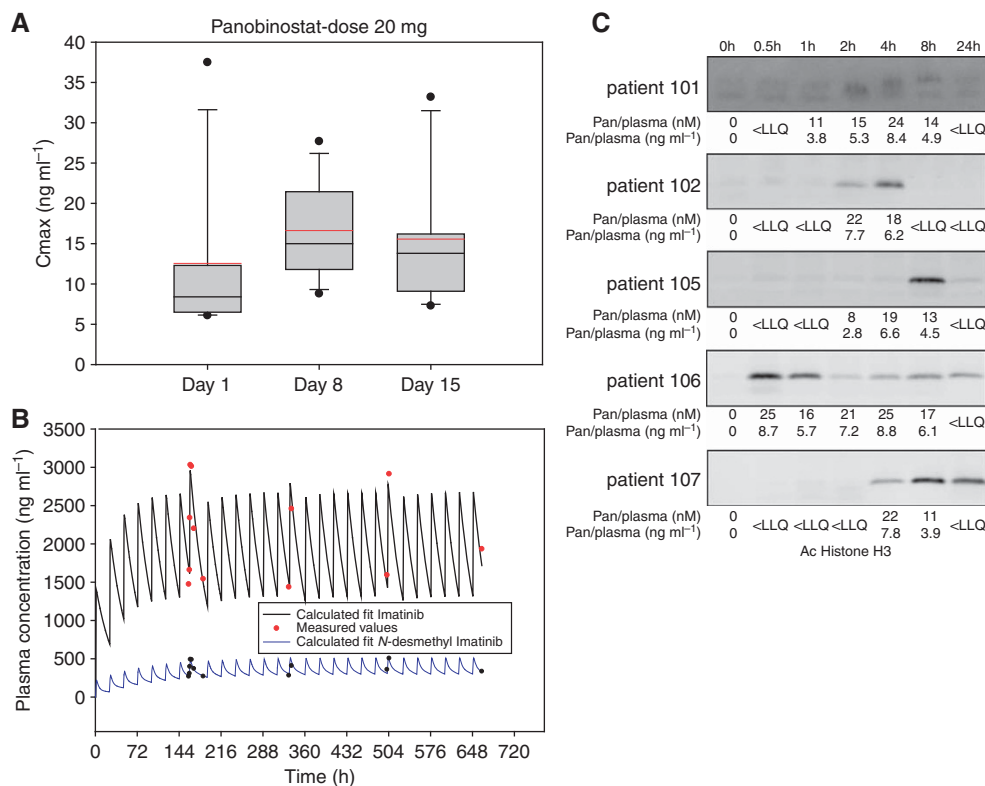 A
Panobinostat-dose 20 mg
Cmax (ng ml⁻¹)
40
35
30
25
20
15
10
5
0
Day 1 Day 8 Day 15
B
Plasma concentration (ng ml⁻¹)
3500
3000
2500
2000
1500
1000
500
0
Calculated fit Imatinib
Measured values
Calculated fit N-desmethyl Imatinib
0 72 144 216 288 360 432 504 576 648 720
Time (h)
C
0h 0.5h 1h 2h 4h 8h 24h
patient 101
Pan/plasma (nM) 0 <LLQ 11 15 24 14 <LLQ
Pan/plasma (ng ml⁻¹) 0 3.8 5.3 8.4 4.9
patient 102
Pan/plasma (nM) 0 <LLQ <LLQ 22 18 <LLQ <LLQ
Pan/plasma (ng ml⁻¹) 0 7.7 6.2
patient 105
Pan/plasma (nM) 0 <LLQ <LLQ 8 19 13 <LLQ
Pan/plasma (ng ml⁻¹) 0 2.8 6.6 4.5
patient 106
Pan/plasma (nM) 0 25 16 21 25 17 <LLQ
Pan/plasma (ng ml⁻¹) 0 8.7 5.7 7.2 8.8 6.1
patient 107
Pan/plasma (nM) 0 <LLQ <LLQ <LLQ 22 11 <LLQ
Pan/plasma (ng ml⁻¹) 0 7.8 3.9
Ac Histone H3